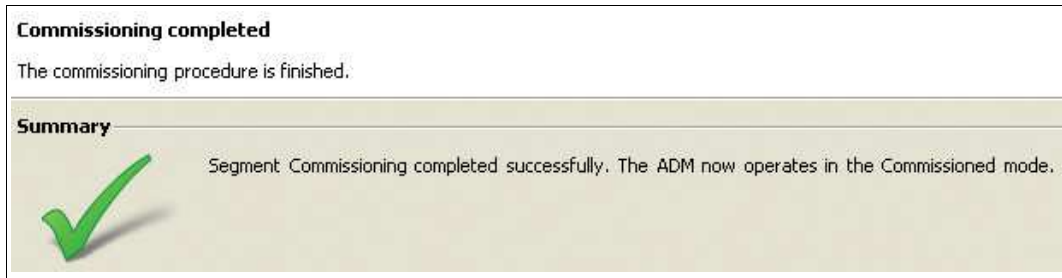 Commissioning completed
The commissioning procedure is finished.
Summary
Segment Commissioning completed successfully. The ADM now operates in the Commissioned mode.